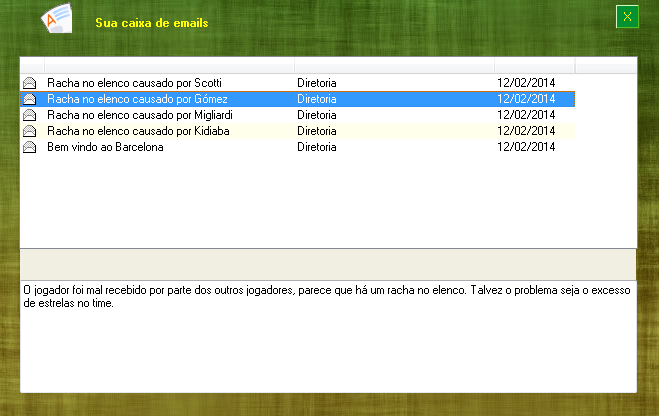 Sua caixa de emails
X
Racha no elenco causado por Scotti Diretoria 12/02/2014
Racha no elenco causado por Gómez Diretoria 12/02/2014
Racha no elenco causado por Migliardi Diretoria 12/02/2014
Racha no elenco causado por Kidiaba Diretoria 12/02/2014
Bem vindo ao Barcelona Diretoria 12/02/2014
O jogador foi mal recebido por parte dos outros jogadores, parece que há um racha no elenco. Talvez o problema seja o excesso
de estrelas no time.